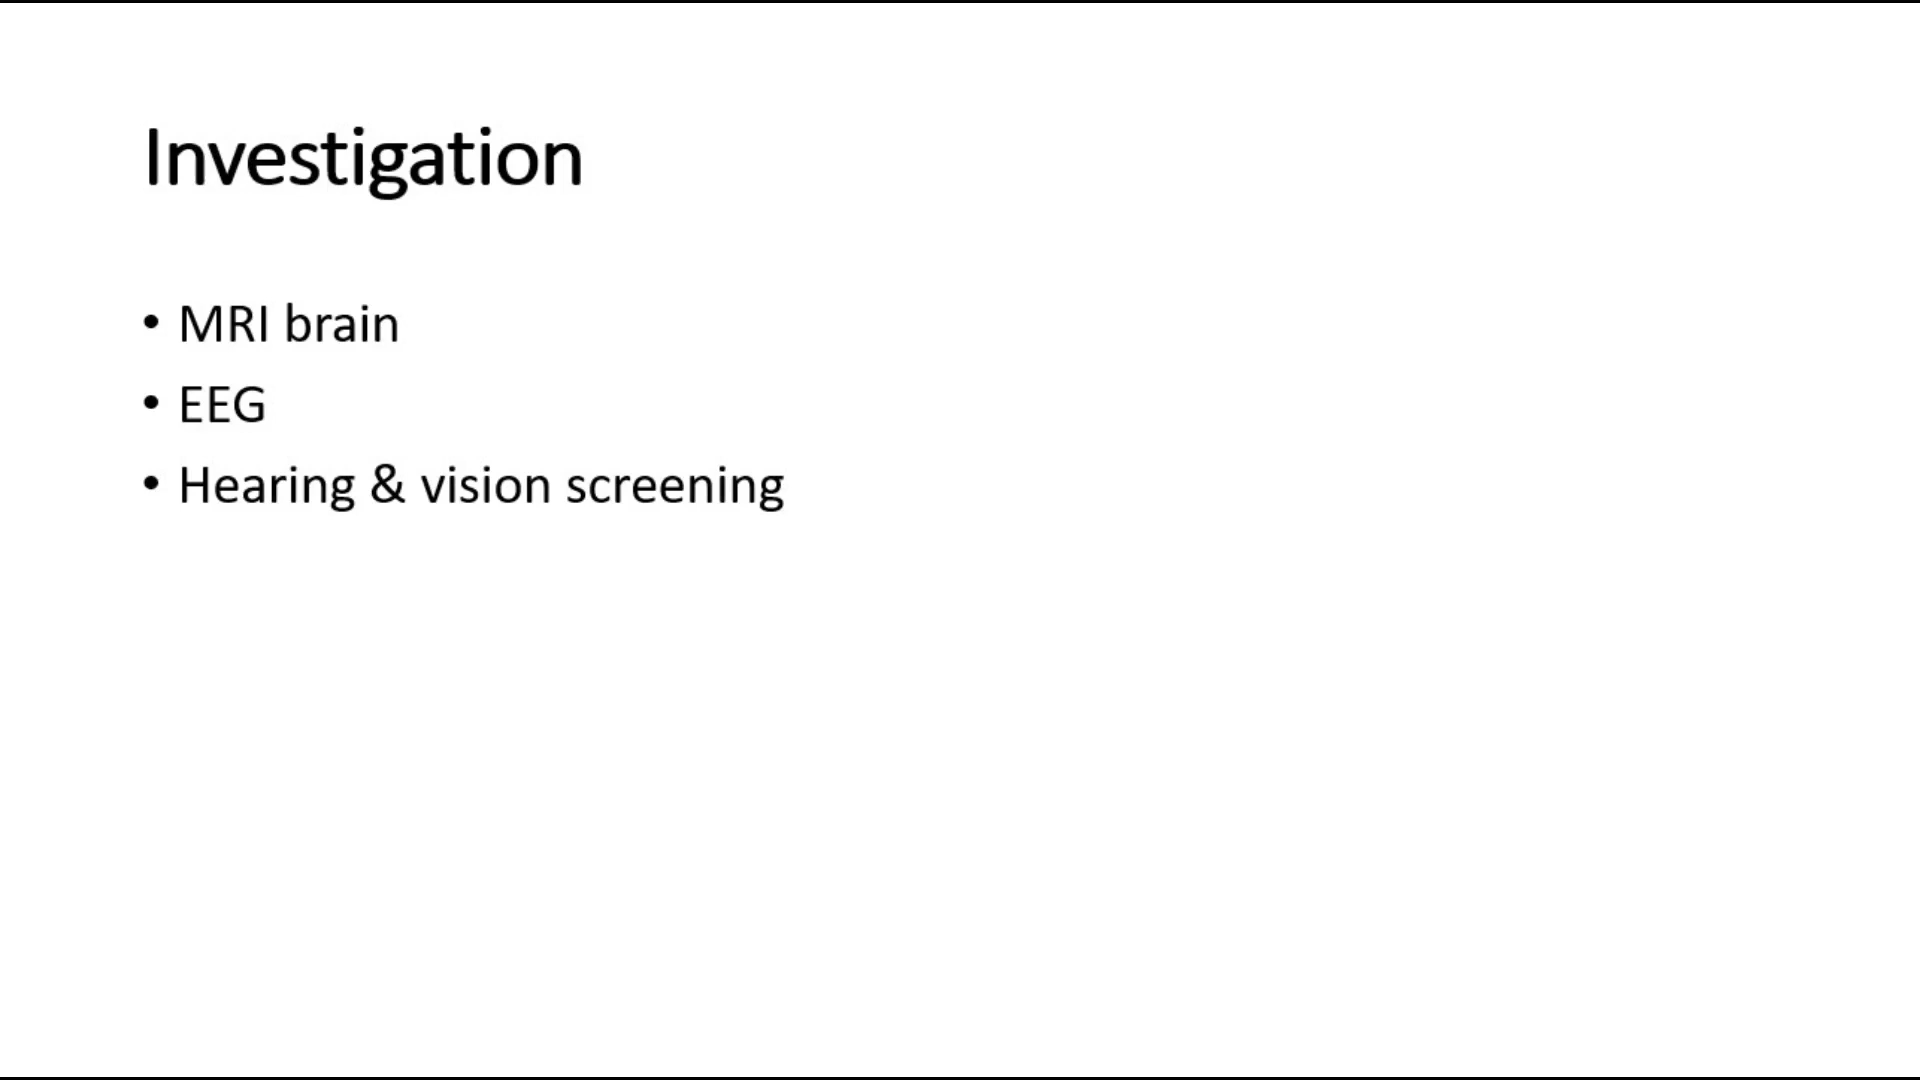 Investigation
• MRI brain
• EEG
• Hearing & vision screening